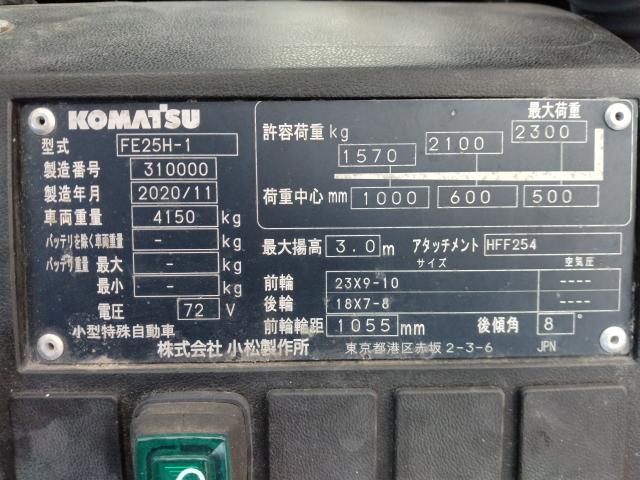 KOMATSU
型式 FE25H-1
製造番号 310000
製造年月 2020/11
車両重量 4150 kg
バッテリを除く車両重量 - kg
バッテリ重量 最大 - kg
最小 - kg
電圧 72 V
小型特殊自動車
最大荷重
許容荷重 kg 1570 2100 2300
荷重中心 mm 1000 600 500
最大揚高 3.0 m アタッチメント HFF254
サイズ 空気圧
前輪 23X9-10 ----
後輪 18X7-8 ----
前輪輪距 1055 mm 後傾角 8°
株式会社 小松製作所 東京都港区赤坂2-3-6 JPN